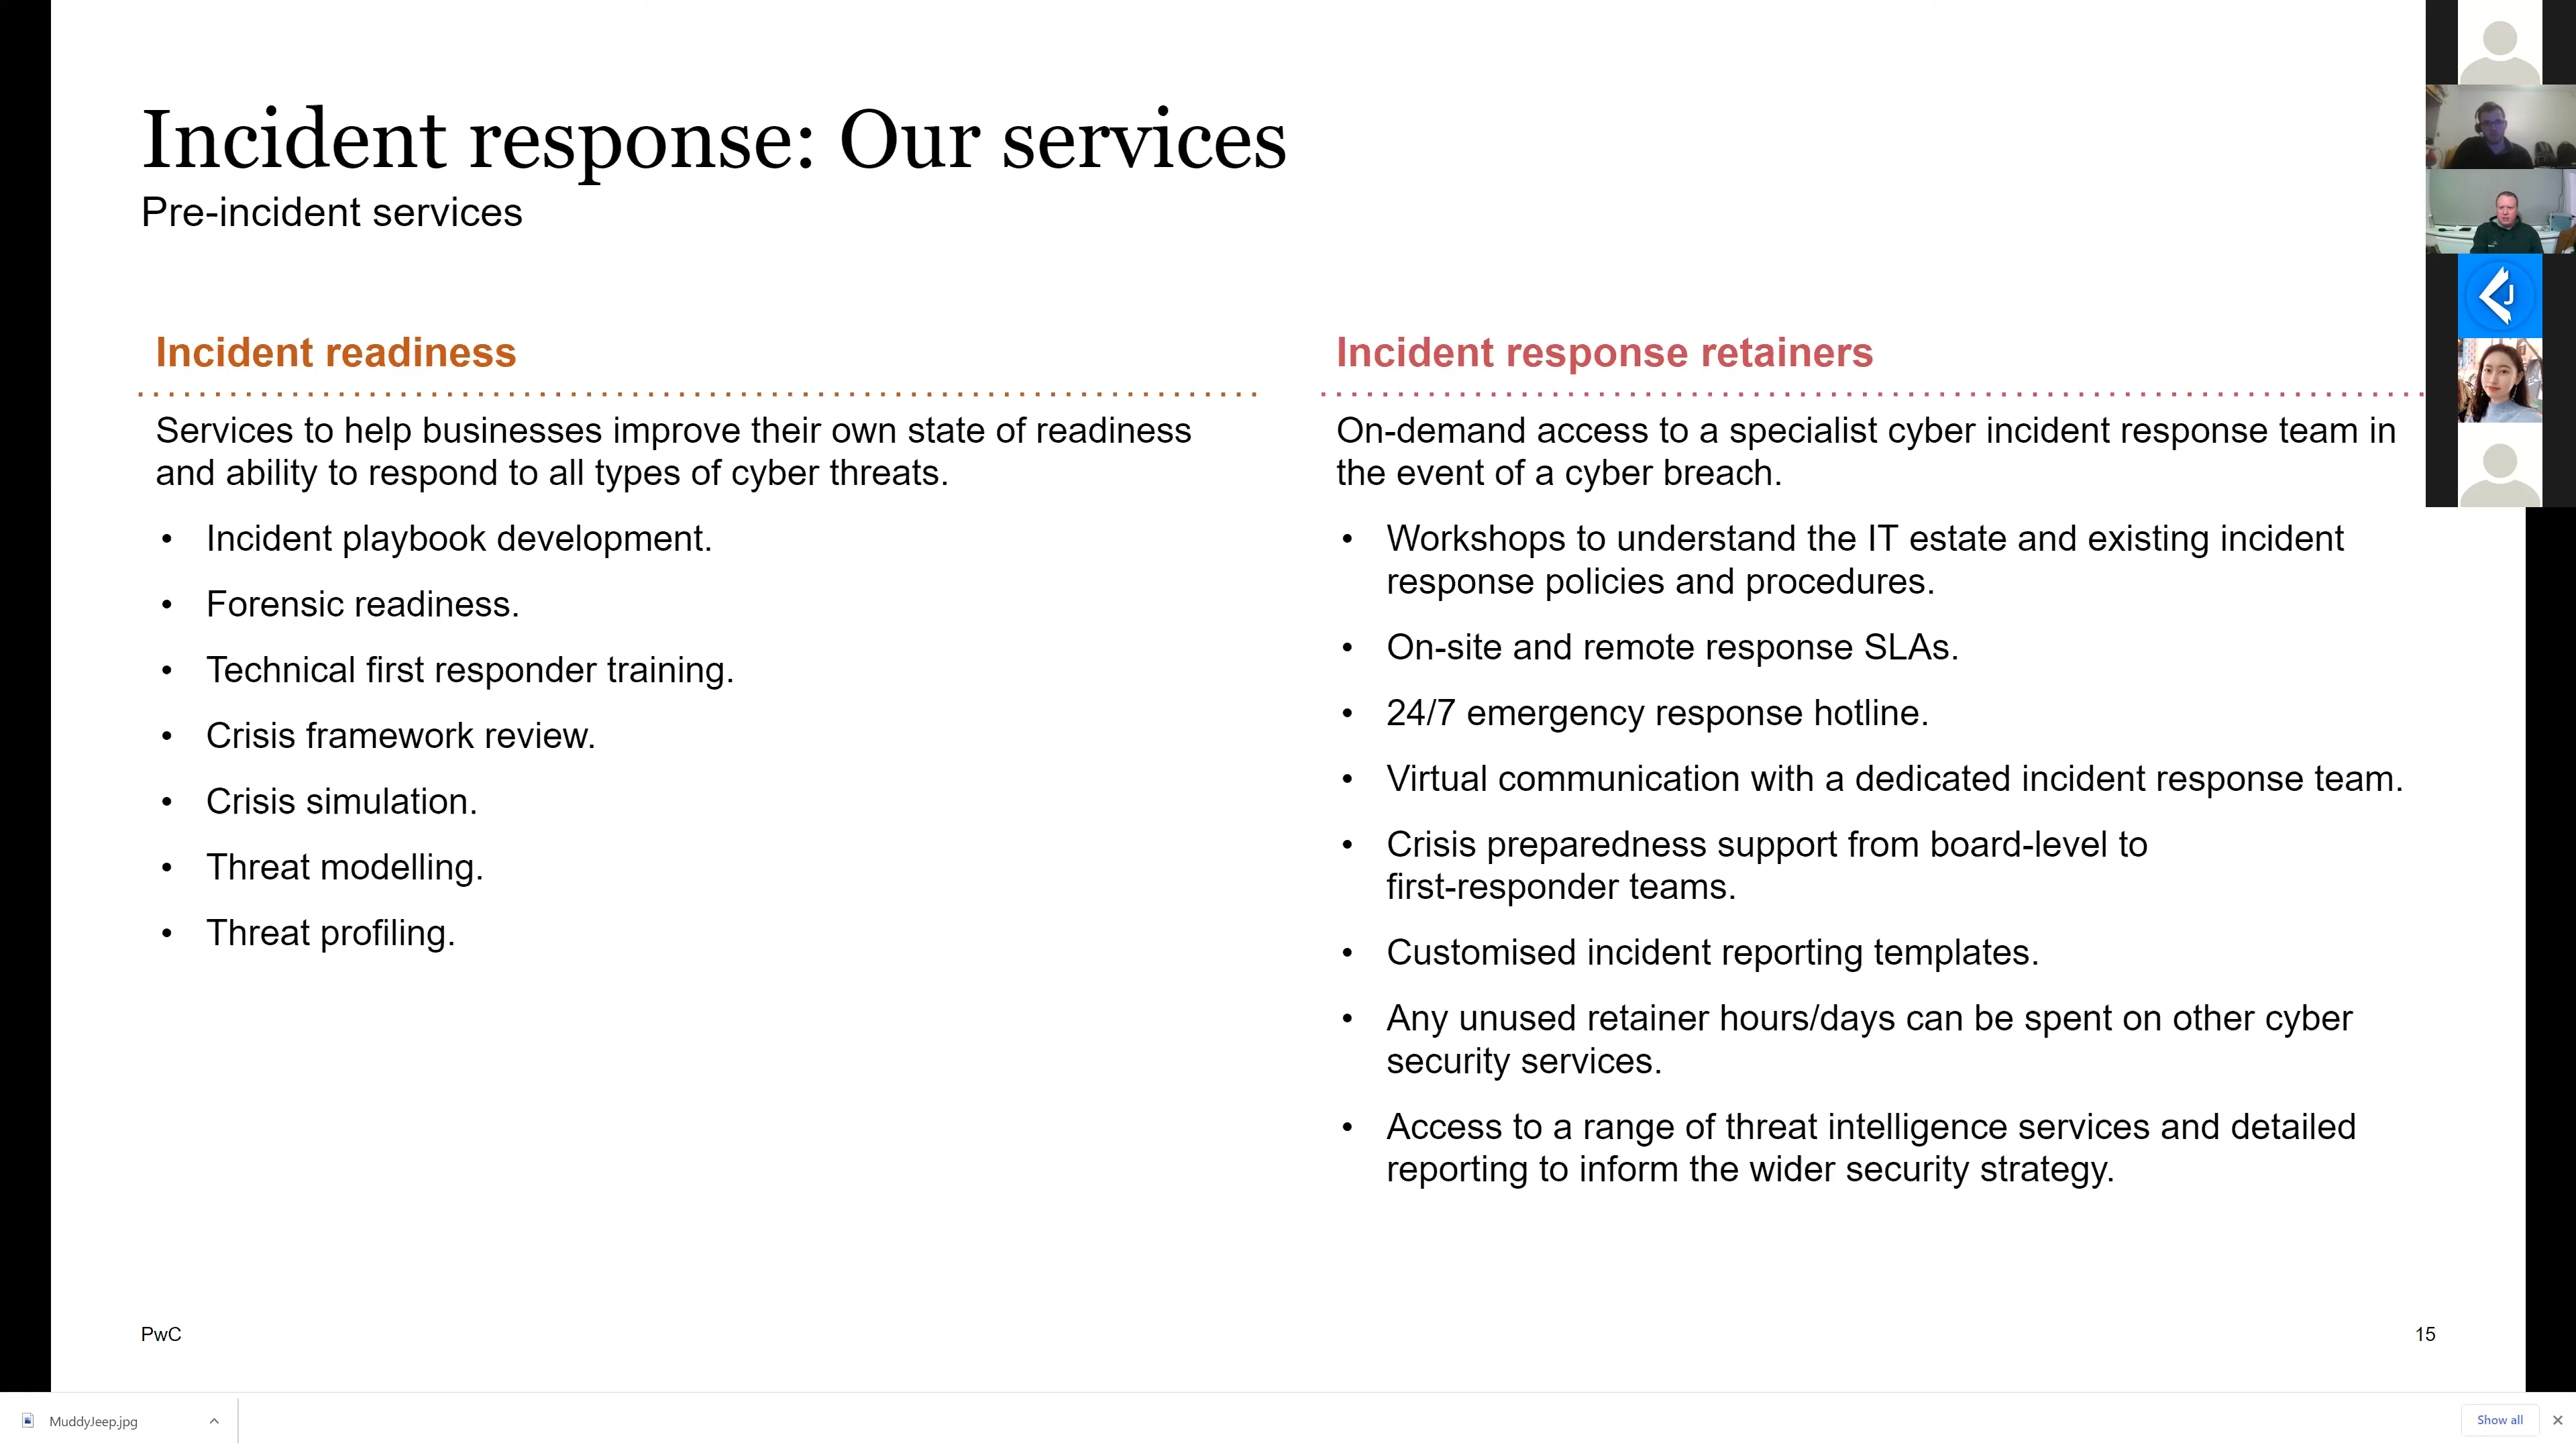 Incident response: Our services
Pre-incident services
Incident readiness
Services to help businesses improve their own state of readiness
and ability to respond to all types of cyber threats.
• Incident playbook development.
• Forensic readiness.
• Technical first responder training.
• Crisis framework review.
• Crisis simulation.
• Threat modelling.
• Threat profiling.
Incident response retainers
On-demand access to a specialist cyber incident response team in
the event of a cyber breach.
• Workshops to understand the IT estate and existing incident
response policies and procedures.
• On-site and remote response SLAs.
• 24/7 emergency response hotline.
• Virtual communication with a dedicated incident response team.
• Crisis preparedness support from board-level to
first-responder teams.
• Customised incident reporting templates.
• Any unused retainer hours/days can be spent on other cyber
security services.
• Access to a range of threat intelligence services and detailed
reporting to inform the wider security strategy.
PwC
15
J
MuddyJeep.jpg
Show all